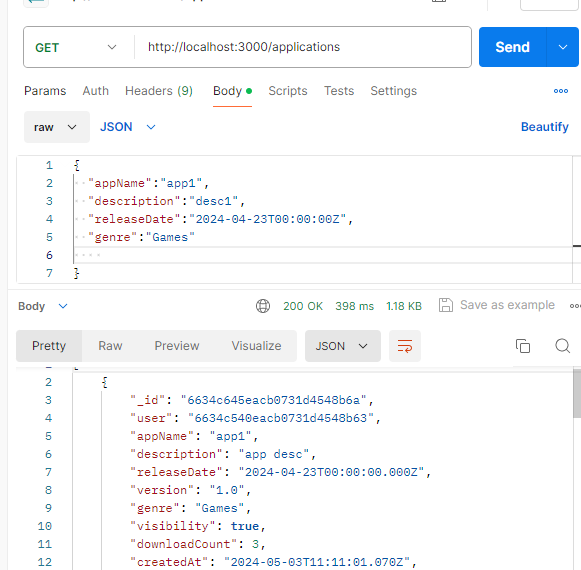 GET http://localhost:3000/applications Send
Params Auth Headers (9) Body Scripts Tests Settings
raw JSON Beautify
1 {
2 "appName":"app1",
3 "description":"desc1",
4 "releaseDate":"2024-04-23T00:00:00Z",
5 "genre":"Games"
6
7 }
Body 200 OK 398 ms 1.18 KB Save as example
Pretty Raw Preview Visualize JSON
2 {
3 "_id": "6634c645eacb0731d4548b6a",
4 "user": "6634c540eacb0731d4548b63",
5 "appName": "app1",
6 "description": "app desc",
7 "releaseDate": "2024-04-23T00:00:00.000Z",
8 "version": "1.0",
9 "genre": "Games",
10 "visibility": true,
11 "downloadCount": 3,
12 "createdAt": "2024-05-03T11:11:01.070Z",